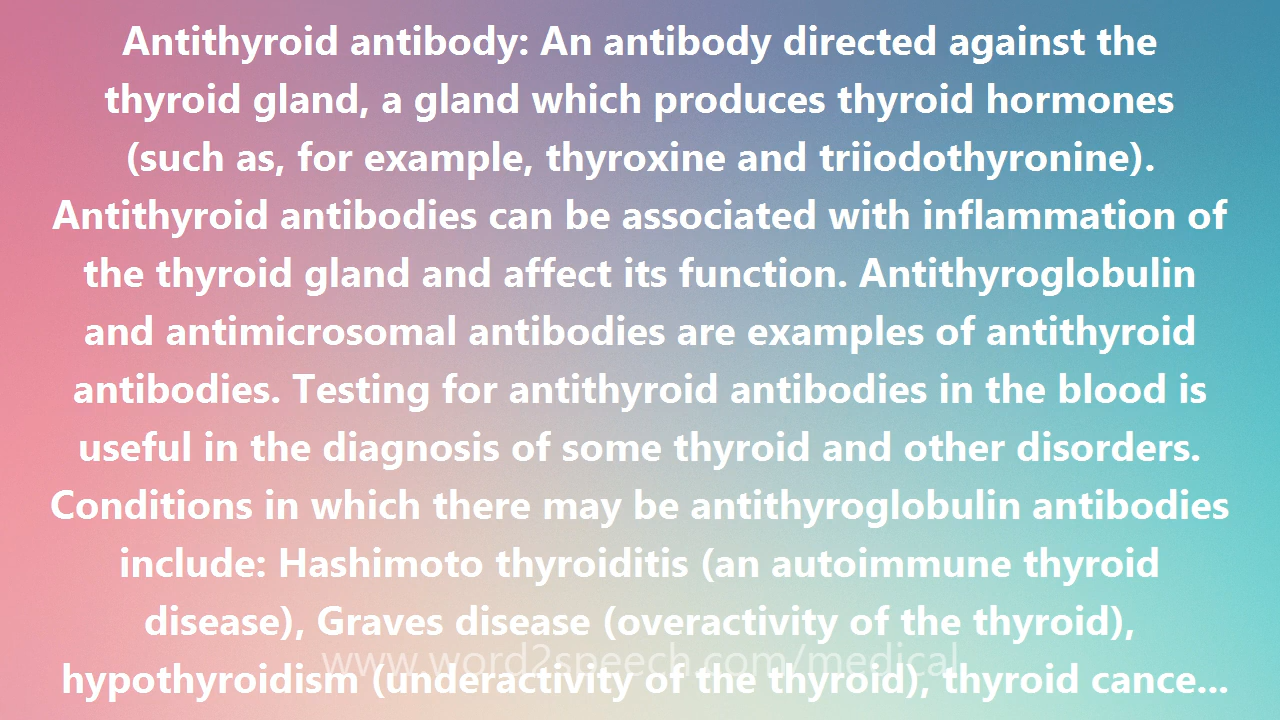 Antithyroid antibody: An antibody directed against the
thyroid gland, a gland which produces thyroid hormones
(such as, for example, thyroxine and triiodothyronine).
Antithyroid antibodies can be associated with inflammation of
the thyroid gland and affect its function. Antithyroglobulin
and antimicrosomal antibodies are examples of antithyroid
antibodies. Testing for antithyroid antibodies in the blood is
useful in the diagnosis of some thyroid and other disorders.
Conditions in which there may be antithyroglobulin antibodies
include: Hashimoto thyroiditis (an autoimmune thyroid
disease), Graves disease (overactivity of the thyroid),
www.word2speech.com/medical
hypothyroidism (underactivity of the thyroid), thyroid cance...